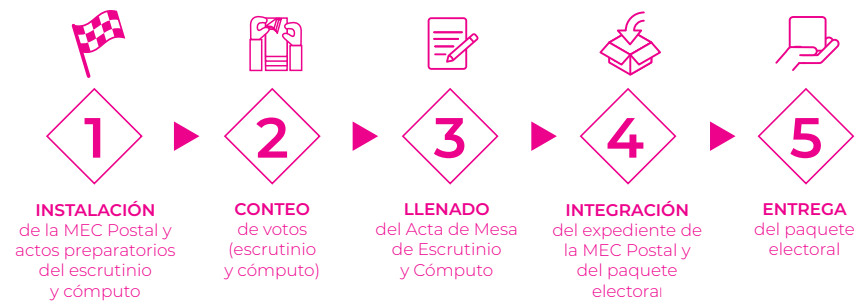 1
INSTALACIÓN
de la MEC Postal y
actos preparatorios
del escrutinio
y cómputo
2
CONTEO
de votos
(escrutinio
y cómputo)
3
LLENADO
del Acta de Mesa
de Escrutinio
y Cómputo
4
INTEGRACIÓN
del expediente de
la MEC Postal y
del paquete
electoral
5
ENTREGA
del paquete
electoral